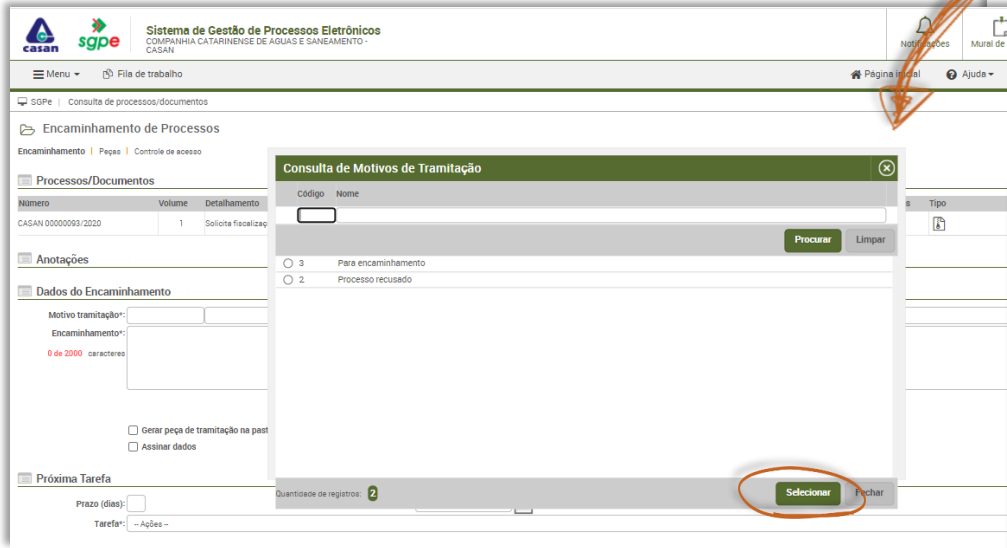 casan
sgpe
Sistema de Gestão de Processos Eletrônicos
COMPANHIA CATARINENSE DE AGUAS E SANEAMENTO -
CASAN
Notificações
Mural de
Menu
Fila de trabalho
Página inicial
Ajuda
SGPe | Consulta de processos/documentos
Encaminhamento de Processos
Encaminhamento | Peças | Controle de acesso
Processos/Documentos
Número Volume Detalhamento s Tipo
CASAN 00000093/2020 1 Solicita fiscalizaç
Anotações
Dados do Encaminhamento
Motivo tramitação*:
Encaminhamento*:
0 de 2000 caracteres
Gerar peça de tramitação na past
Assinar dados
Próxima Tarefa
Prazo (dias):
Tarefa*: -- Ações --
Consulta de Motivos de Tramitação
Código Nome
Procurar Limpar
3 Para encaminhamento
2 Processo recusado
Quantidade de registros: 2
Selecionar Fechar